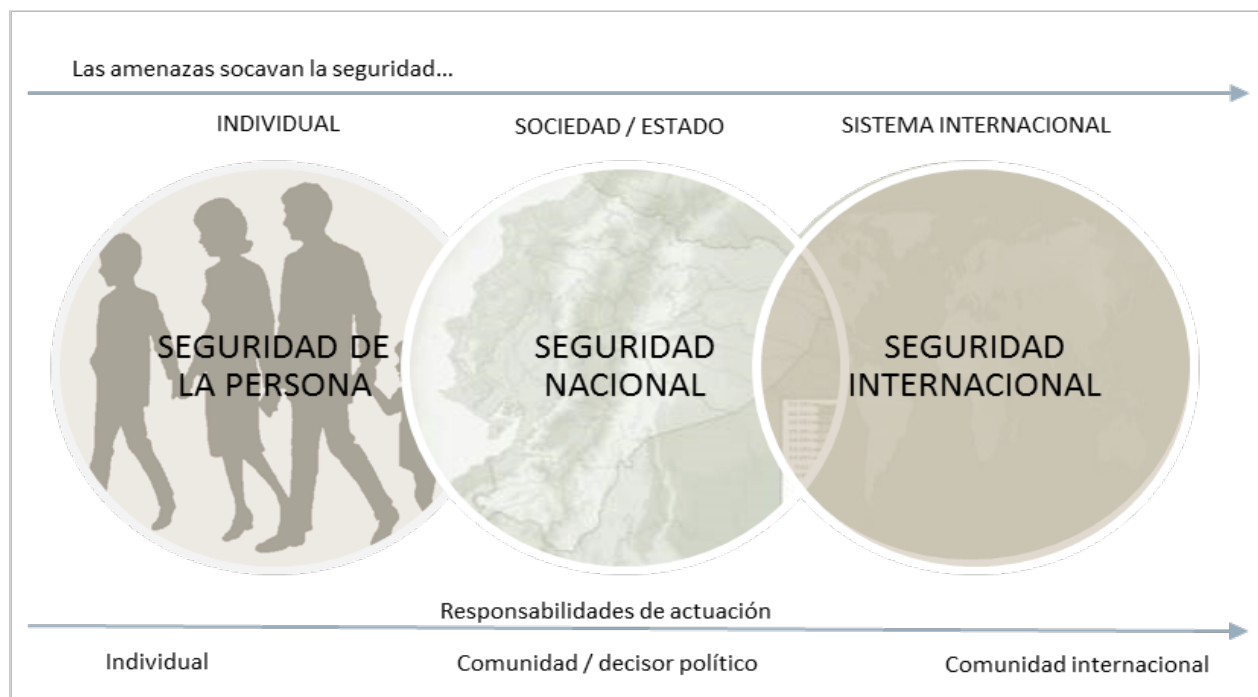 Las amenazas socavan la seguridad...
INDIVIDUAL
SOCIEDAD / ESTADO
SISTEMA INTERNACIONAL
SEGURIDAD DE
LA PERSONA
SEGURIDAD
NACIONAL
SEGURIDAD
INTERNACIONAL
Responsabilidades de actuación
Individual
Comunidad / decisor político
Comunidad internacional